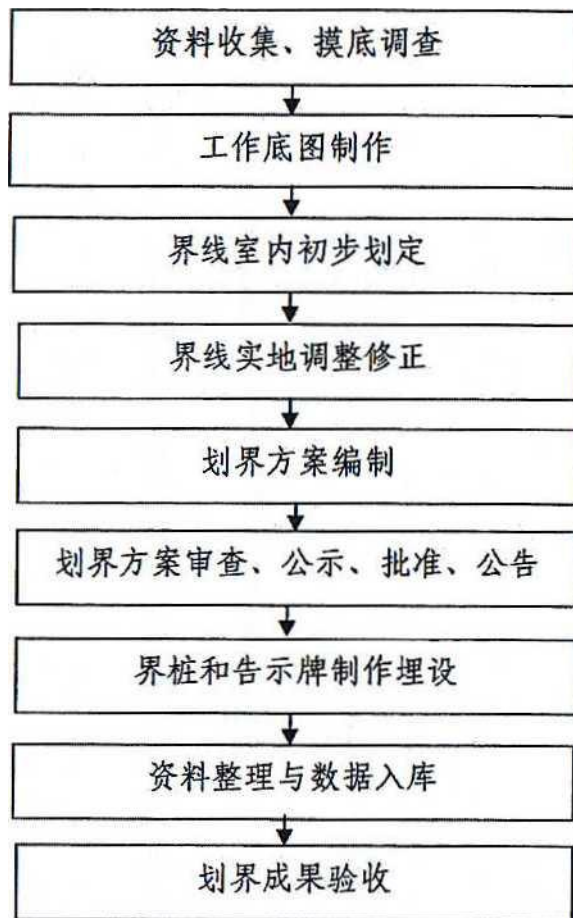 资料收集、摸底调查
工作底图制作
界线室内初步划定
界线实地调整修正
划界方案编制
划界方案审查、公示、批准、公告
界桩和告示牌制作埋设
资料整理与数据入库
划界成果验收